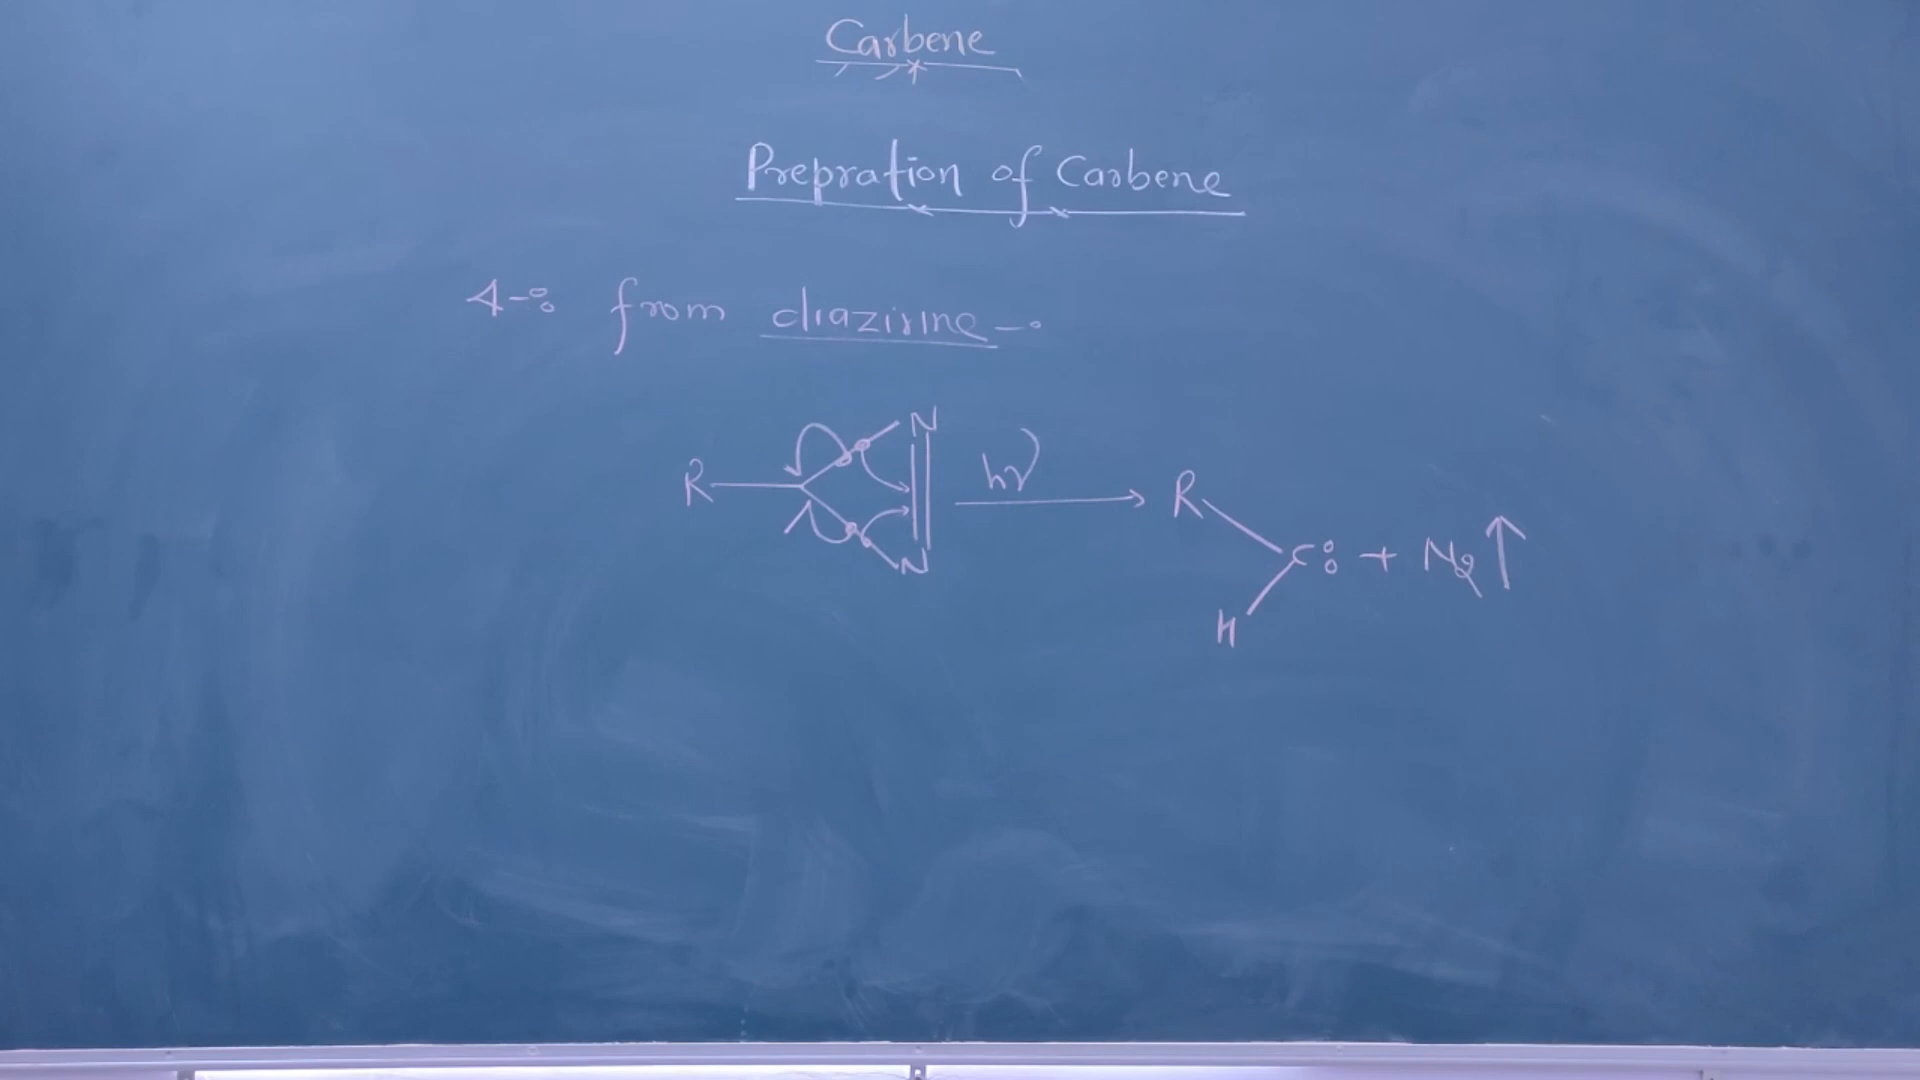 Carbene
Prepration of Carbene
4-: from diazirine-:
N
R hν R
N C: + N2↑
H